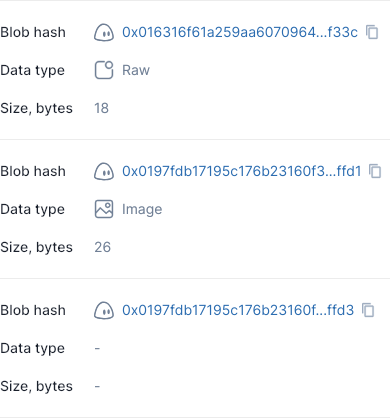 Blob hash 0x016316f61a259aa6070964...f33c
Data type Raw
Size, bytes 18
Blob hash 0x0197fdb17195c176b23160f3...ffd1
Data type Image
Size, bytes 26
Blob hash 0x0197fdb17195c176b23160f...ffd3
Data type -
Size, bytes -